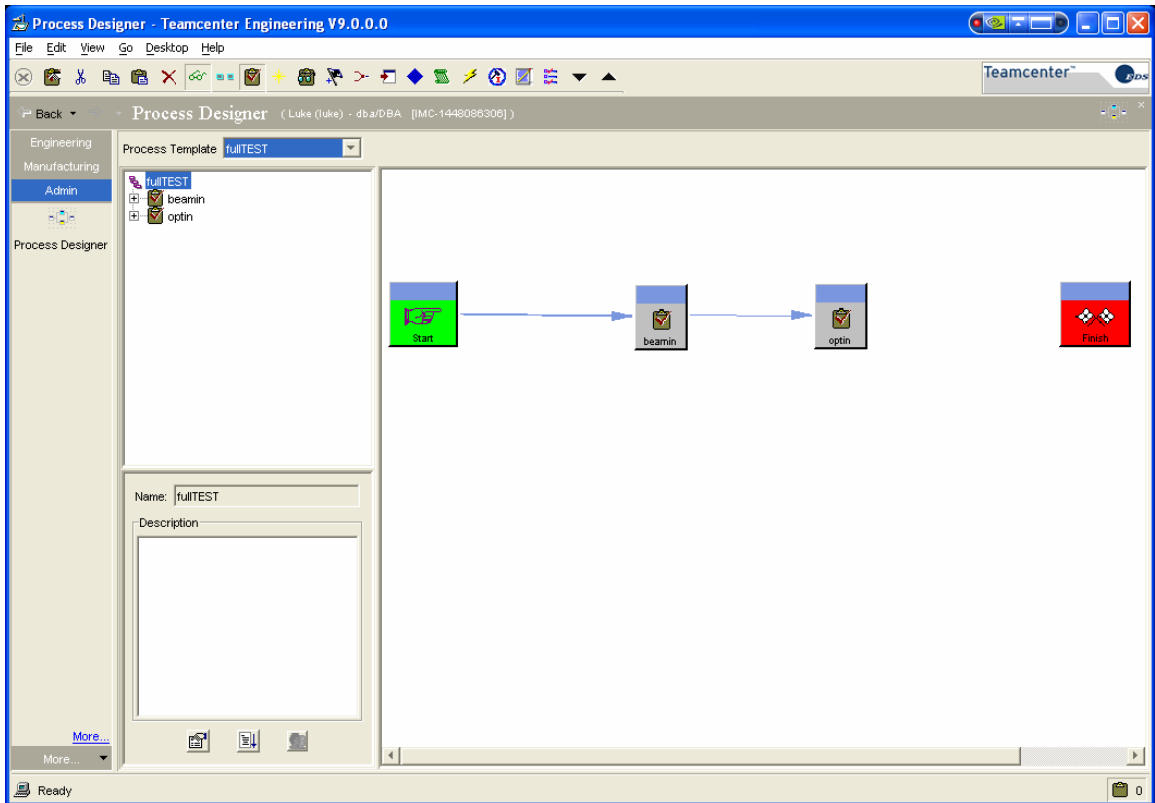 Process Designer - Teamcenter Engineering V9.0.0.0
File Edit View Go Desktop Help
Teamcenter™ EDS
Back Process Designer ( Luke (luke) - dba/DBA [IMC-1448086306] )
Engineering
Manufacturing
Admin
Process Designer
Process Template fullTEST
fullTEST
beamin
optin
Start
beamin
optin
Finish
Name: fullTEST
Description
More...
More...
Ready
0